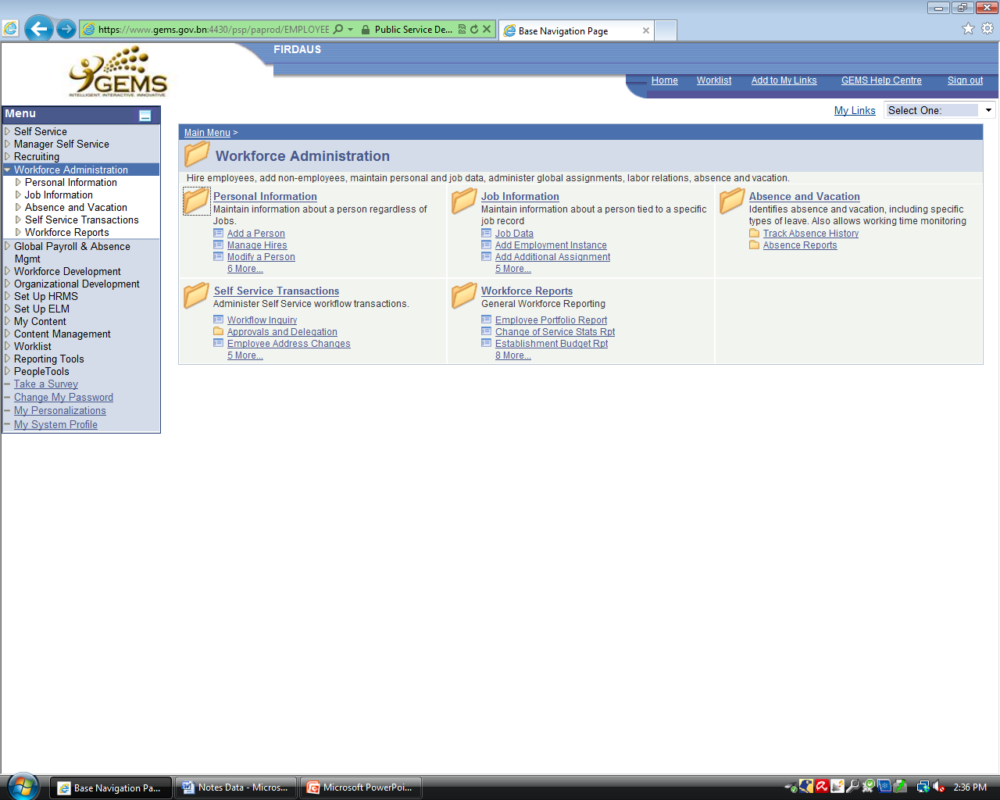 https://www.gems.gov.bn:4430/psp/paprod/EMPLOYEE
Public Service De...
Base Navigation Page
FIRDAUS
GEMS
INTELLIGENT. INTERACTIVE. INNOVATIVE.
Home
Worklist
Add to My Links
GEMS Help Centre
Sign out
My Links
Select One:
Menu
Self Service
Manager Self Service
Recruiting
Workforce Administration
Personal Information
Job Information
Absence and Vacation
Self Service Transactions
Workforce Reports
Global Payroll & Absence
Mgmt
Workforce Development
Organizational Development
Set Up HRMS
Set Up ELM
My Content
Content Management
Worklist
Reporting Tools
PeopleTools
Take a Survey
Change My Password
My Personalizations
My System Profile
Main Menu >
Workforce Administration
Hire employees, add non-employees, maintain personal and job data, administer global assignments, labor relations, absence and vacation.
Personal Information
Maintain information about a person regardless of
Jobs.
Add a Person
Manage Hires
Modify a Person
6 More...
Job Information
Maintain information about a person tied to a specific
job record
Job Data
Add Employment Instance
Add Additional Assignment
5 More...
Absence and Vacation
Identifies absence and vacation, including specific
types of leave. Also allows working time monitoring
Track Absence History
Absence Reports
Self Service Transactions
Administer Self Service workflow transactions.
Workflow Inquiry
Approvals and Delegation
Employee Address Changes
5 More...
Workforce Reports
General Workforce Reporting
Employee Portfolio Report
Change of Service Stats Rpt
Establishment Budget Rpt
8 More...
Base Navigation Pa...
Notes Data - Micros...
Microsoft PowerPoi...
2:36 PM